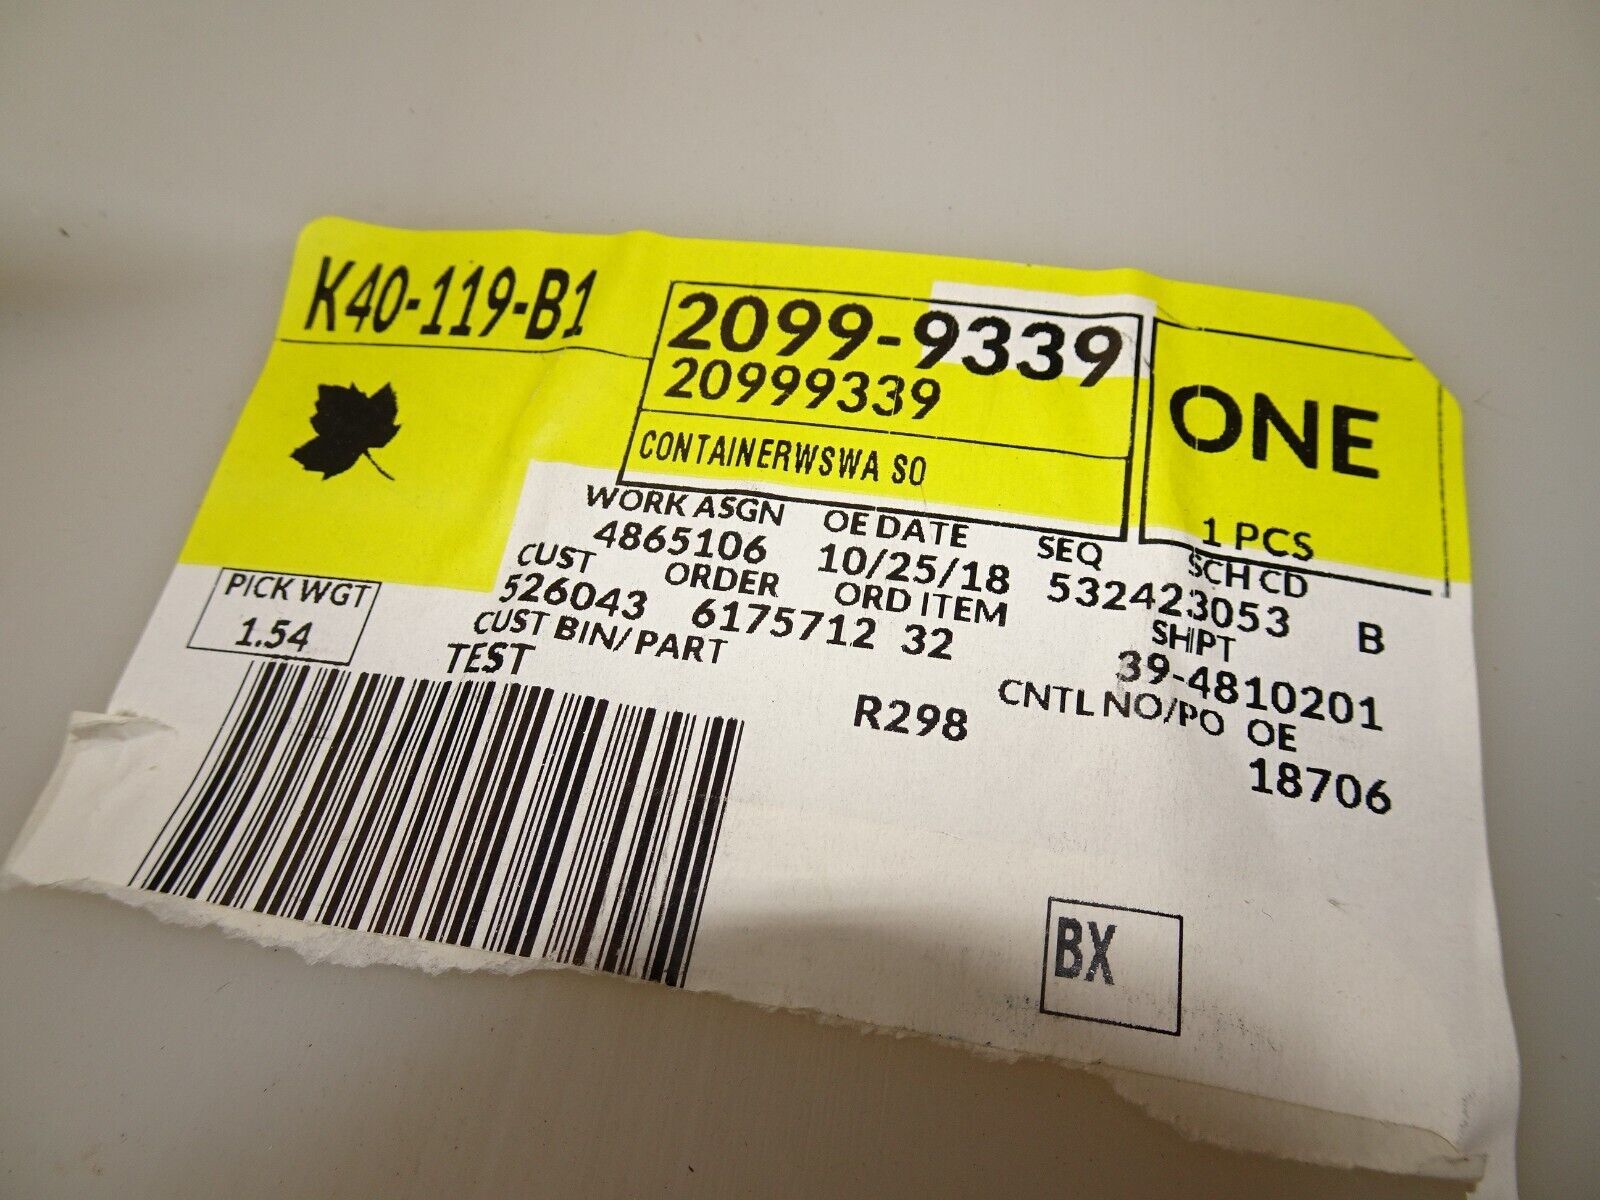 K40-119-B1
2099-9339
20999339
CONTAINERWSWA SO
ONE
1 PCS
WORK ASGN OE DATE SEQ SCH CD
4865106 10/25/18 532423053 B
CUST ORDER ORD ITEM SHIPT
526043 6175712 32 39-4810201
CUST BIN/PART CNTL NO/PO OE
TEST R298 18706
PICK WGT
1.54
BX